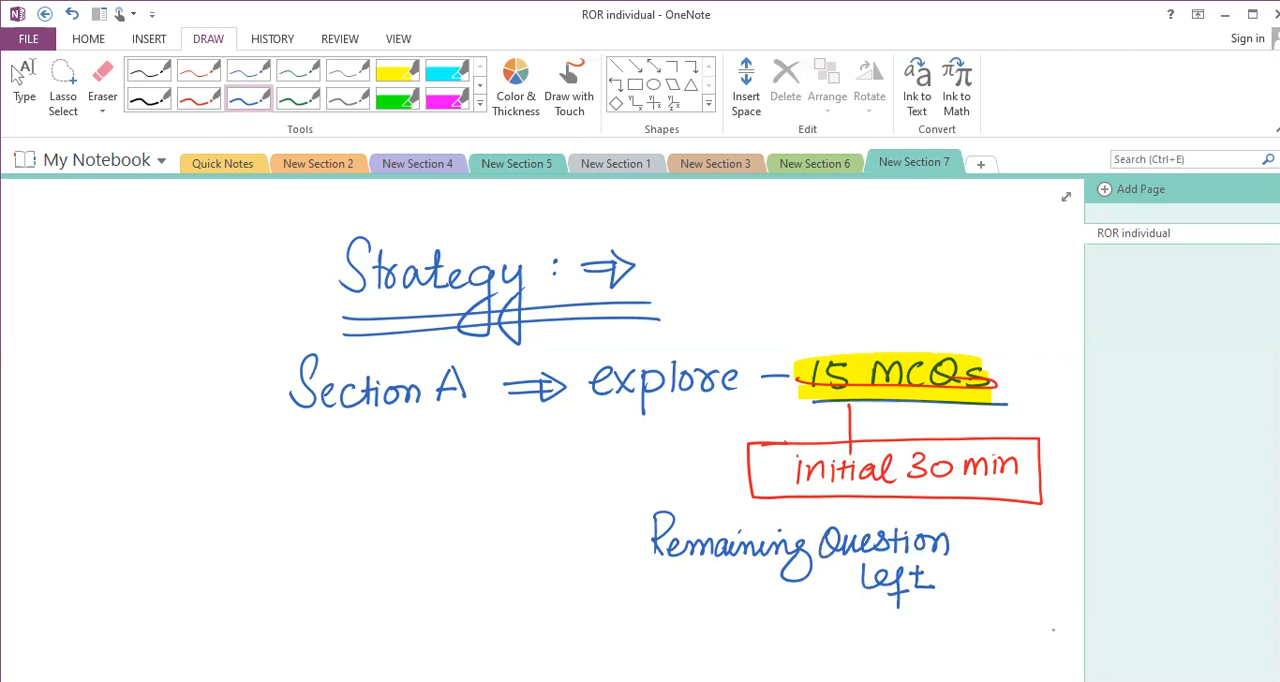 ROR individual - OneNote
?
FILE HOME INSERT DRAW HISTORY REVIEW VIEW
Sign in
Type
Lasso Select
Eraser
Color & Thickness
Draw with Touch
Insert Space
Delete
Arrange
Rotate
Ink to Text
Ink to Math
Tools Shapes Edit Convert
My Notebook Quick Notes New Section 2 New Section 4 New Section 5 New Section 1 New Section 3 New Section 6 New Section 7 Search (Ctrl+E)
Add Page
ROR individual
Strategy : ⇒
Section A ⇒ explore – 15 MCQs
initial 30 min
Remaining Question
left